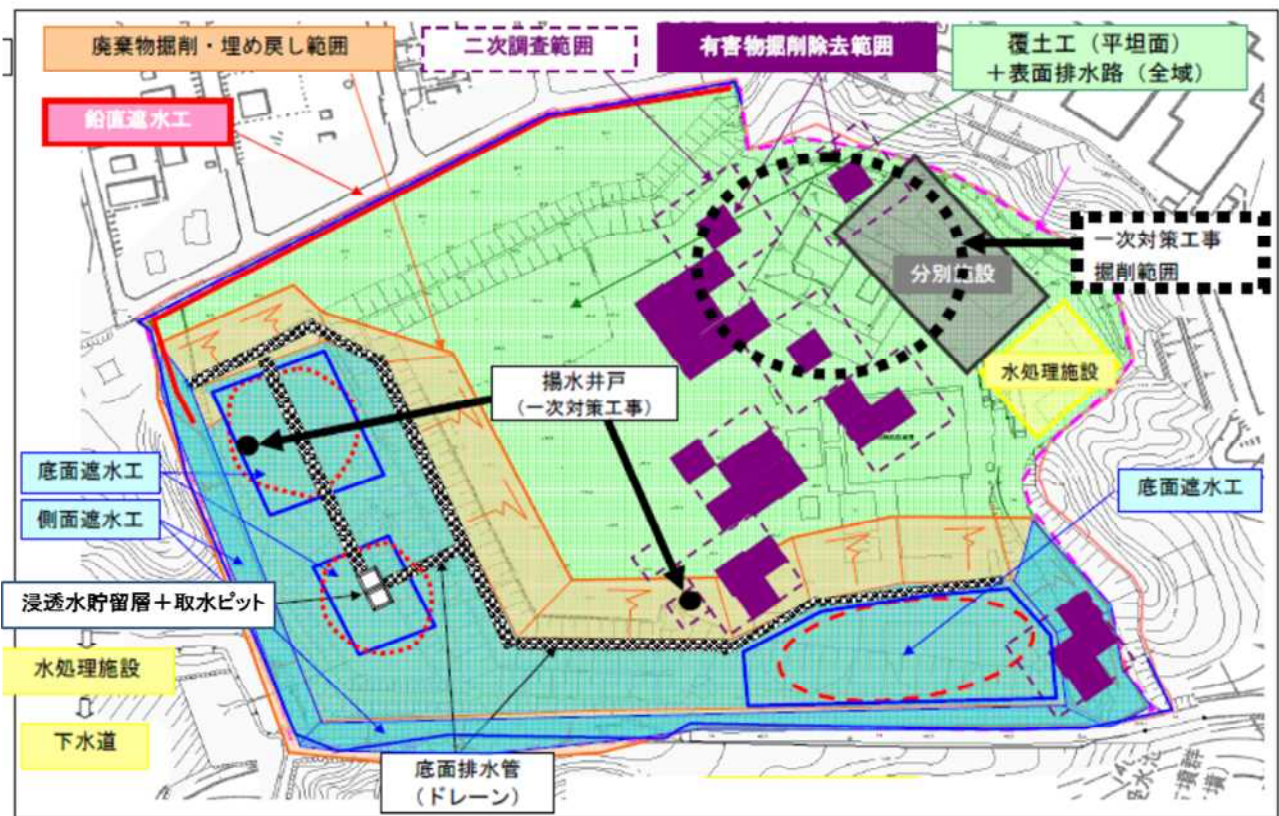 廃棄物掘削・埋め戻し範囲
二次調査範囲
有害物掘削除去範囲
覆土工（平坦面）
＋表面排水路（全域）
鉛直遮水工
一次対策工事
掘削範囲
分別施設
水処理施設
揚水井戸
（一次対策工事）
底面遮水工
側面遮水工
底面遮水工
浸透水貯留層＋取水ピット
水処理施設
⇩
下水道
底面排水管
（ドレーン）